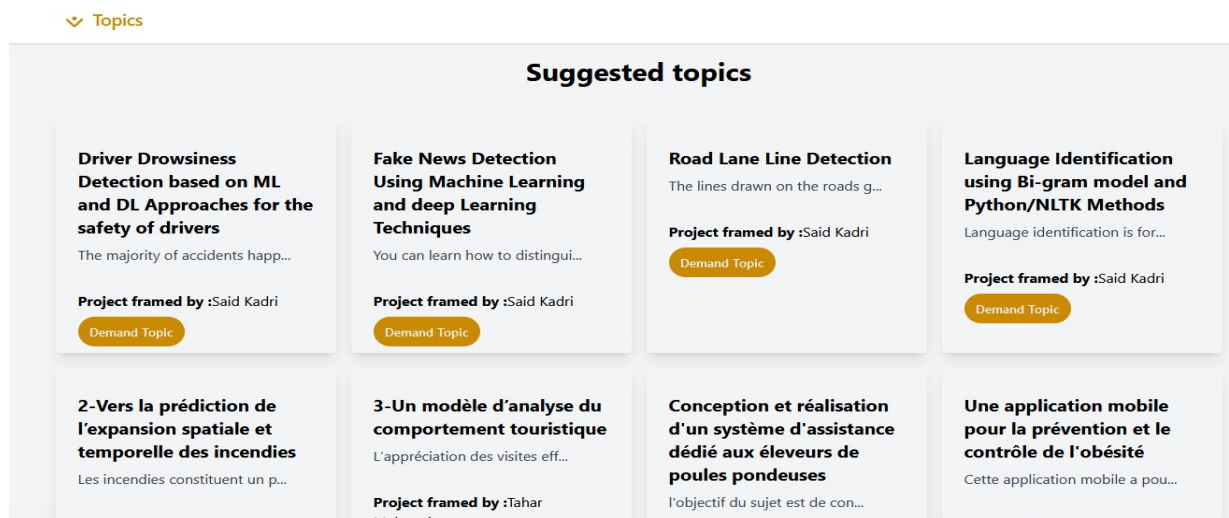 Topics
Suggested topics
Driver Drowsiness
Detection based on ML
and DL Approaches for the
safety of drivers
The majority of accidents happ...
Project framed by :Said Kadri
Demand Topic
Fake News Detection
Using Machine Learning
and deep Learning
Techniques
You can learn how to distingui...
Project framed by :Said Kadri
Demand Topic
Road Lane Line Detection
The lines drawn on the roads g...
Project framed by :Said Kadri
Demand Topic
Language Identification
using Bi-gram model and
Python/NLTK Methods
Language identification is for...
Project framed by :Said Kadri
Demand Topic
2-Vers la prédiction de
l’expansion spatiale et
temporelle des incendies
Les incendies constituent un p...
3-Un modèle d’analyse du
comportement touristique
L’appréciation des visites eff...
Project framed by :Tahar
Conception et réalisation
d'un système d'assistance
dédié aux éleveurs de
poules pondeuses
l'objectif du sujet est de con...
Une application mobile
pour la prévention et le
contrôle de l'obésité
Cette application mobile a pou...